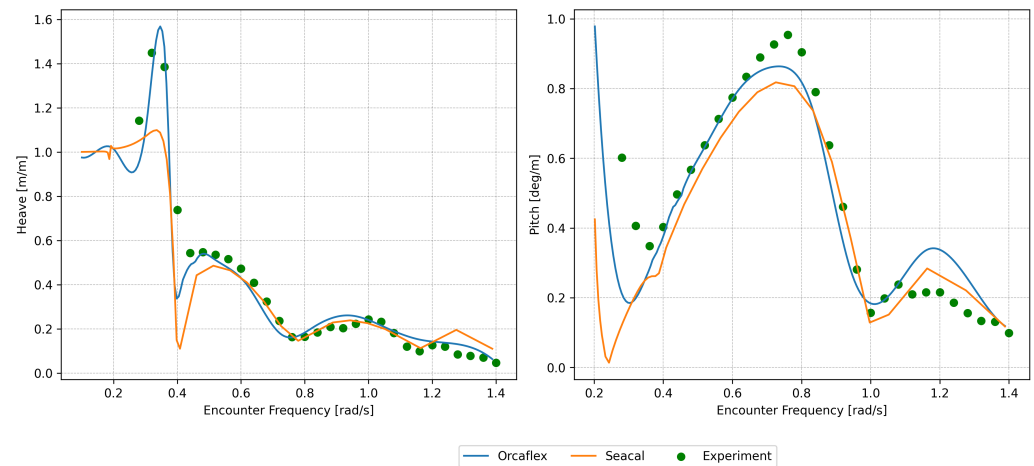 1.6
1.4
1.2
1.0
0.8
0.6
0.4
0.2
0.0
Heave [m/m]
0.2 0.4 0.6 0.8 1.0 1.2 1.4
Encounter Frequency [rad/s]
1.0
0.8
0.6
0.4
0.2
0.0
Pitch [deg/m]
0.2 0.4 0.6 0.8 1.0 1.2 1.4
Encounter Frequency [rad/s]
Orcaflex Seacal Experiment